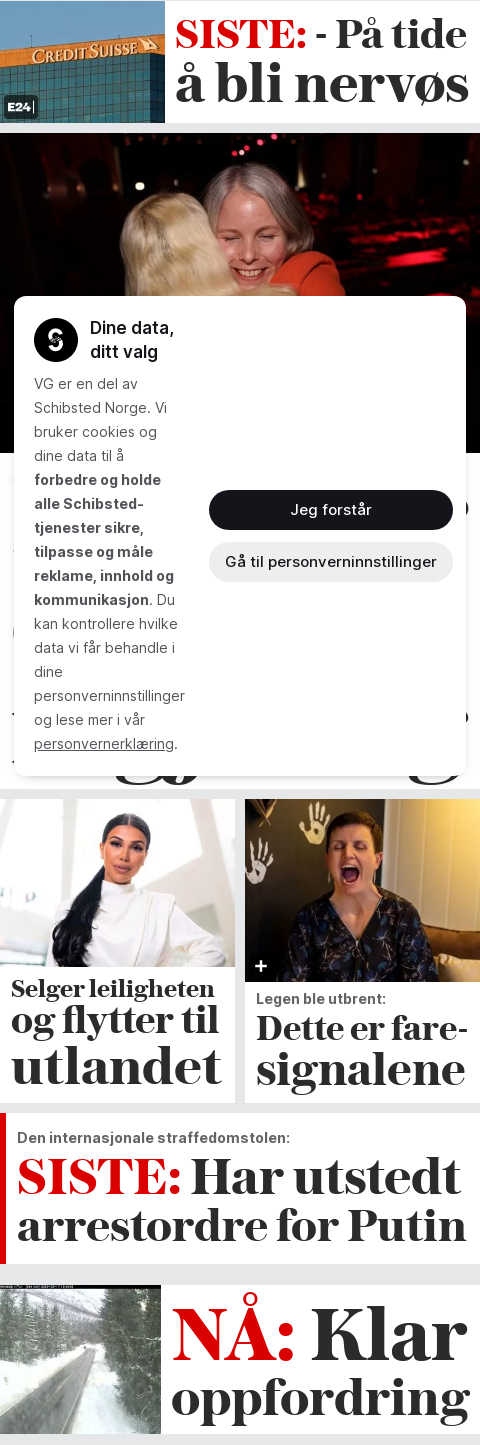 CREDIT SUISSE
E24
SISTE: - På tide
å bli nervøs
Dine data,
ditt valg
VG er en del av
Schibsted Norge. Vi
bruker cookies og
dine data til å
forbedre og holde
alle Schibsted-
tjenester sikre,
tilpasse og måle
reklame, innhold og
kommunikasjon. Du
kan kontrollere hvilke
data vi får behandle i
dine
personverninnstillinger
og lese mer i vår
personvernerklæring.
Jeg forstår
Gå til personverninnstillinger
Selger leiligheten
og flytter til
utlandet
Legen ble utbrent:
Dette er fare-
signalene
Den internasjonale straffedomstolen:
SISTE: Har utstedt
arrestordre for Putin
NÅ: Klar
oppfordring